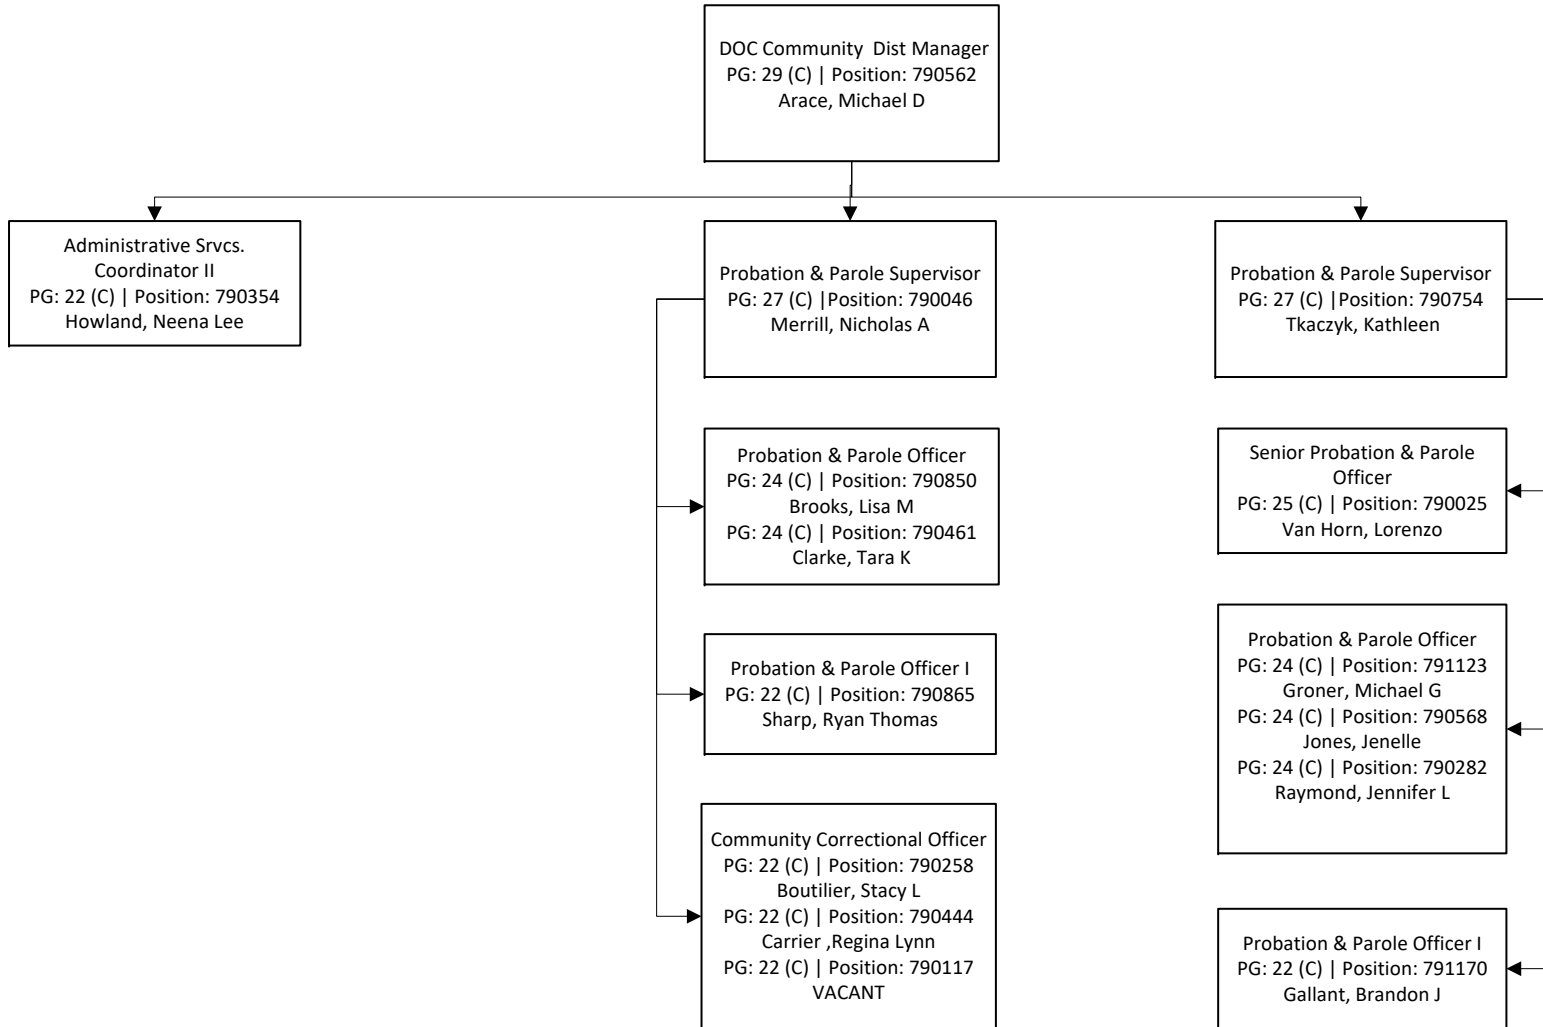 DOC Community  Dist Manager
PG: 29 (C) | Position: 790562
Arace, Michael D
Administrative Srvcs.
Coordinator II
PG: 22 (C) | Position: 790354
Howland, Neena Lee
Probation & Parole Supervisor
PG: 27 (C) |Position: 790046
Merrill, Nicholas A
Probation & Parole Supervisor
PG: 27 (C) |Position: 790754
Tkaczyk, Kathleen
Probation & Parole Officer
PG: 24 (C) | Position: 790850
Brooks, Lisa M
PG: 24 (C) | Position: 790461
Clarke, Tara K
Probation & Parole Officer I
PG: 22 (C) | Position: 790865
Sharp, Ryan Thomas
Community Correctional Officer
PG: 22 (C) | Position: 790258
Boutilier, Stacy L
PG: 22 (C) | Position: 790444
Carrier ,Regina Lynn
PG: 22 (C) | Position: 790117
VACANT
Senior Probation & Parole
Officer
PG: 25 (C) | Position: 790025
Van Horn, Lorenzo
Probation & Parole Officer
PG: 24 (C) | Position: 791123
Groner, Michael G
PG: 24 (C) | Position: 790568
Jones, Jenelle
PG: 24 (C) | Position: 790282
Raymond, Jennifer L
Probation & Parole Officer I
PG: 22 (C) | Position: 791170
Gallant, Brandon J